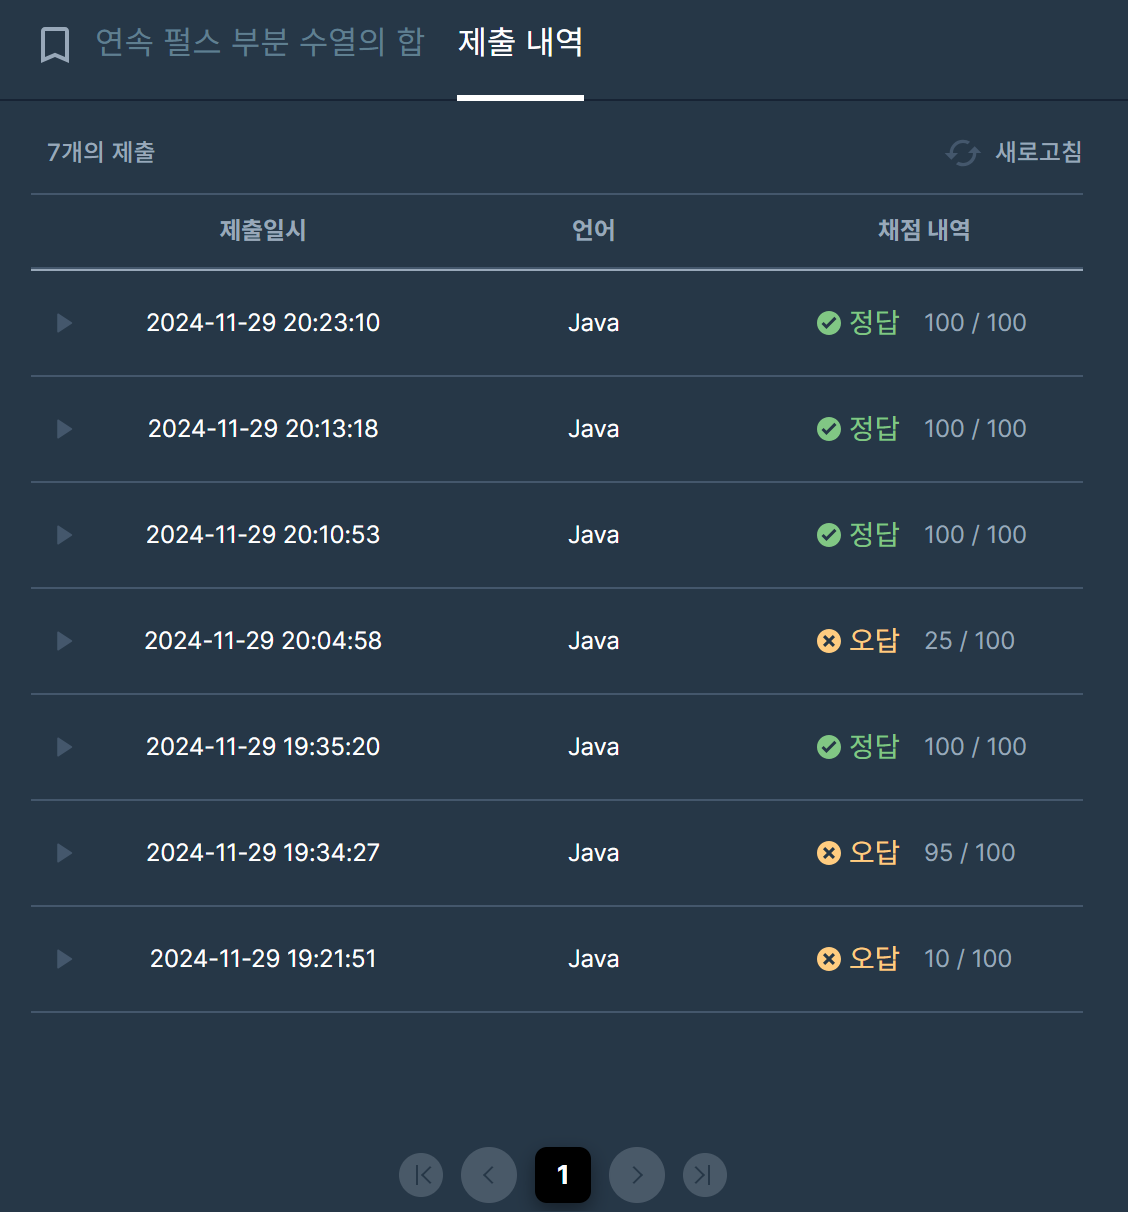 연속 펄스 부분 수열의 합 제출 내역
7개의 제출 새로고침
제출일시 언어 채점 내역
2024-11-29 20:23:10 Java 정답 100 / 100
2024-11-29 20:13:18 Java 정답 100 / 100
2024-11-29 20:10:53 Java 정답 100 / 100
2024-11-29 20:04:58 Java 오답 25 / 100
2024-11-29 19:35:20 Java 정답 100 / 100
2024-11-29 19:34:27 Java 오답 95 / 100
2024-11-29 19:21:51 Java 오답 10 / 100
1